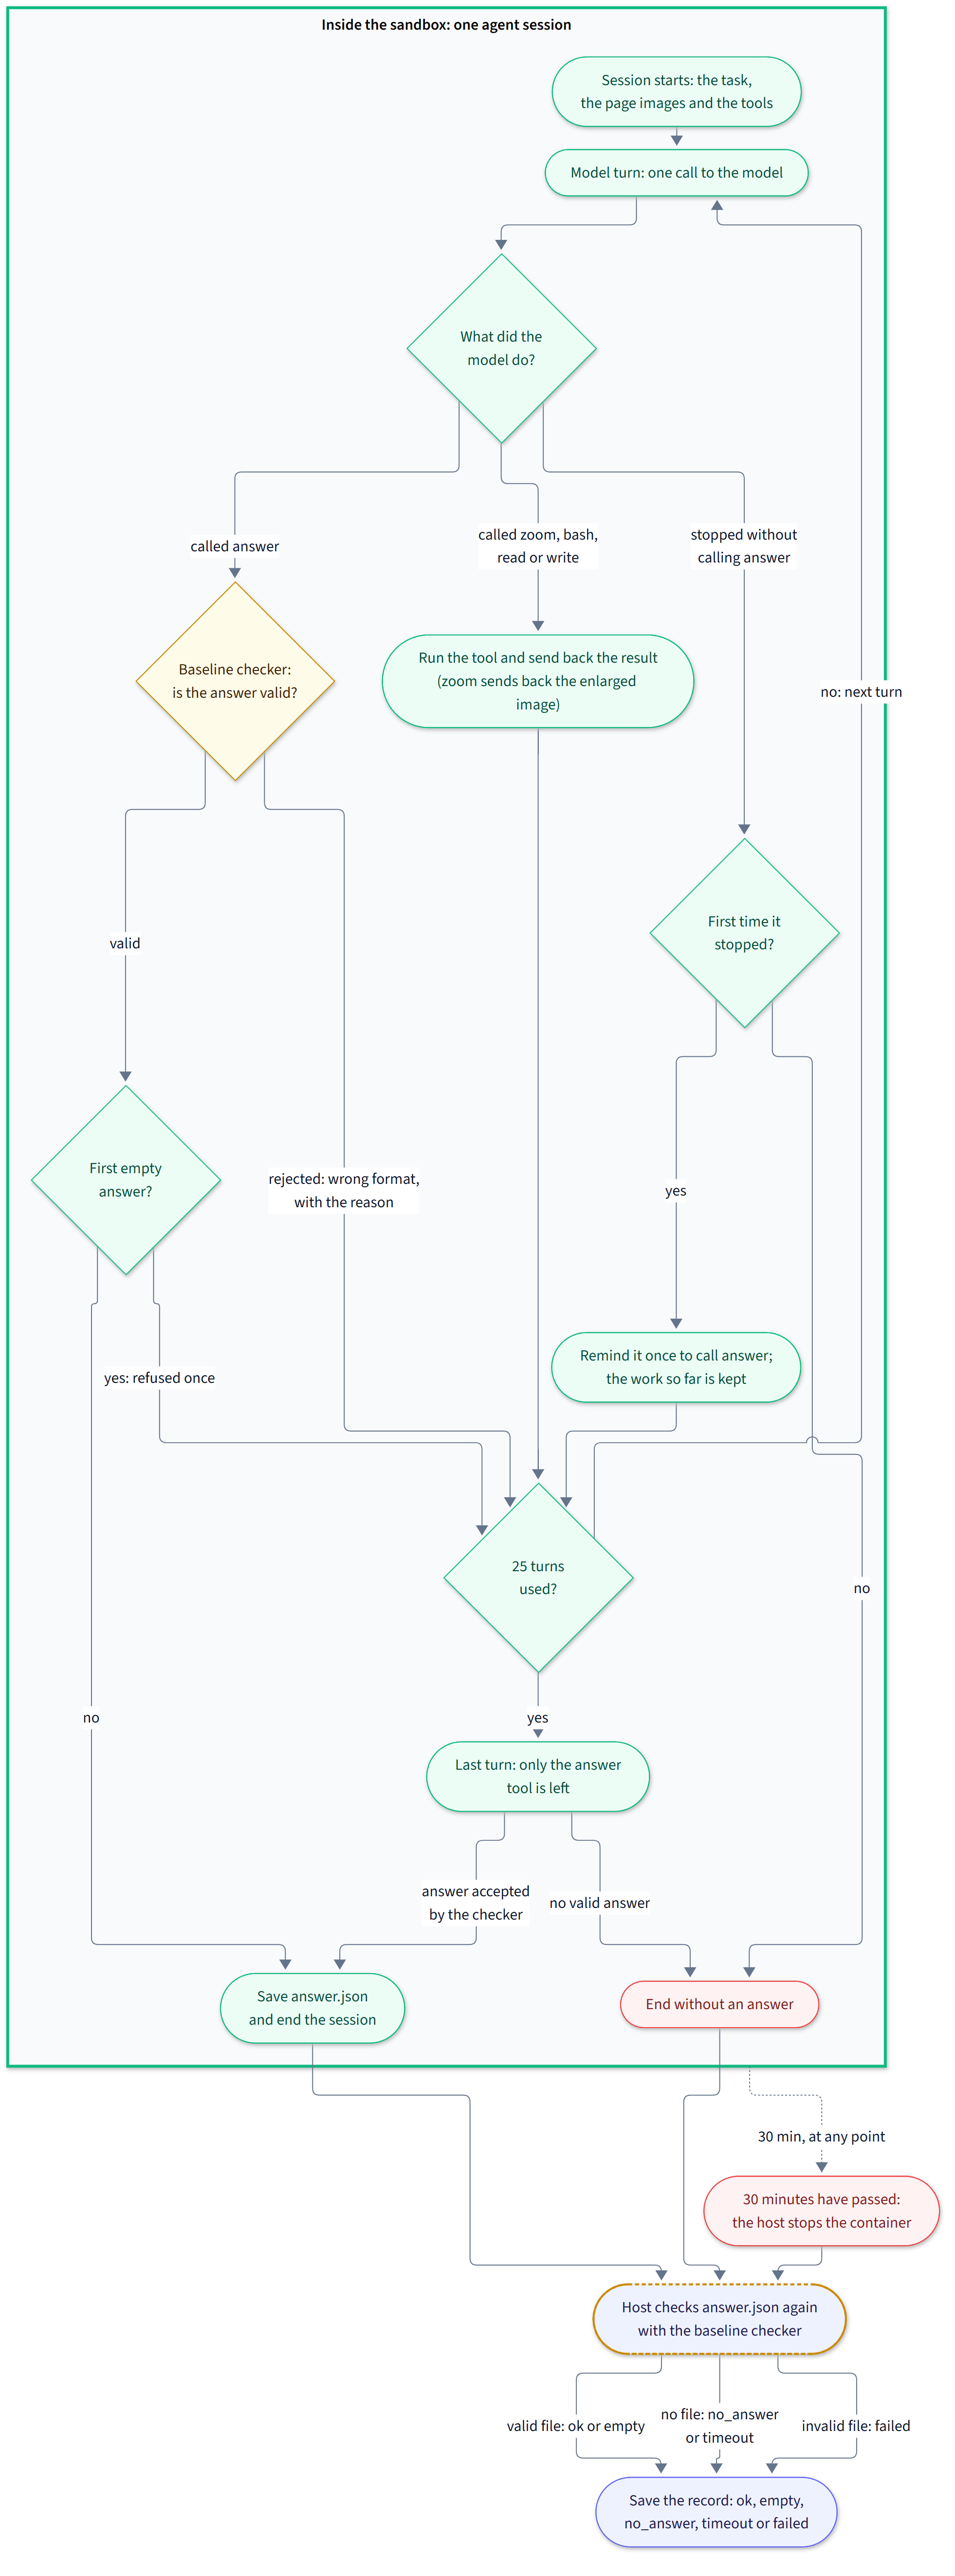 Inside the sandbox: one agent session
Session starts: the task,
the page images and the tools
Model turn: one call to the model
What did the
model do?
called answer
called zoom, bash,
read or write
stopped without
calling answer
Baseline checker:
is the answer valid?
Run the tool and send back the result
(zoom sends back the enlarged
image)
no: next turn
valid
First time it
stopped?
First empty
answer?
rejected: wrong format,
with the reason
yes
yes: refused once
Remind it once to call answer;
the work so far is kept
25 turns
used?
no
no
yes
Last turn: only the answer
tool is left
answer accepted
by the checker
no valid answer
Save answer.json
and end the session
End without an answer
30 min, at any point
30 minutes have passed:
the host stops the container
Host checks answer.json again
with the baseline checker
valid file: ok or empty
no file: no_answer
or timeout
invalid file: failed
Save the record: ok, empty,
no_answer, timeout or failed